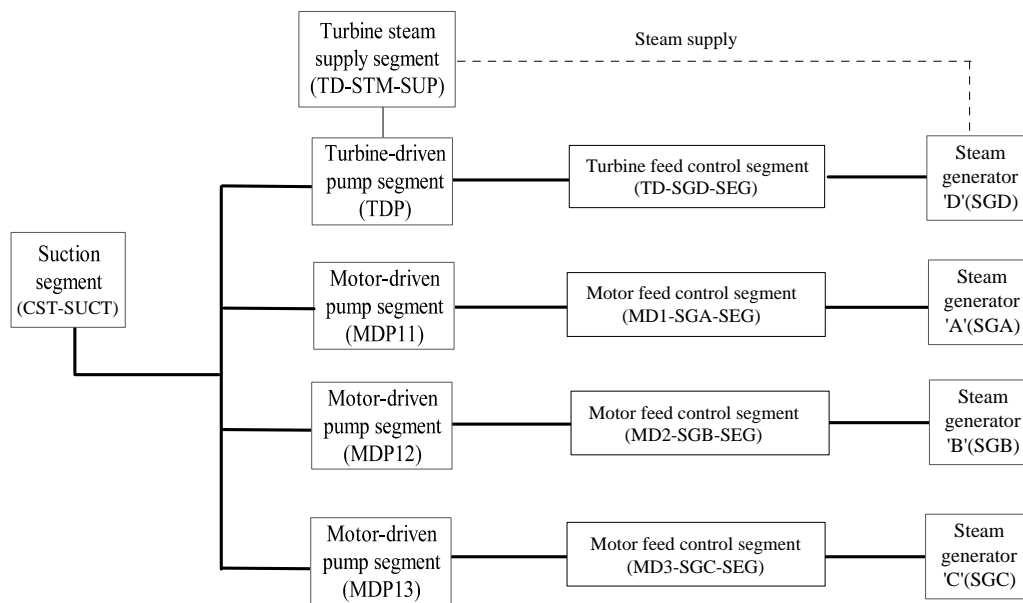 Turbine steam
supply segment
(TD-STM-SUP)
Steam supply
Turbine-driven
pump segment
(TDP)
Turbine feed control segment
(TD-SGD-SEG)
Steam
generator
'D'(SGD)
Suction
segment
(CST-SUCT)
Motor-driven
pump segment
(MDP11)
Motor feed control segment
(MD1-SGA-SEG)
Steam
generator
'A'(SGA)
Motor-driven
pump segment
(MDP12)
Motor feed control segment
(MD2-SGB-SEG)
Steam
generator
'B'(SGB)
Motor-driven
pump segment
(MDP13)
Motor feed control segment
(MD3-SGC-SEG)
Steam
generator
'C'(SGC)